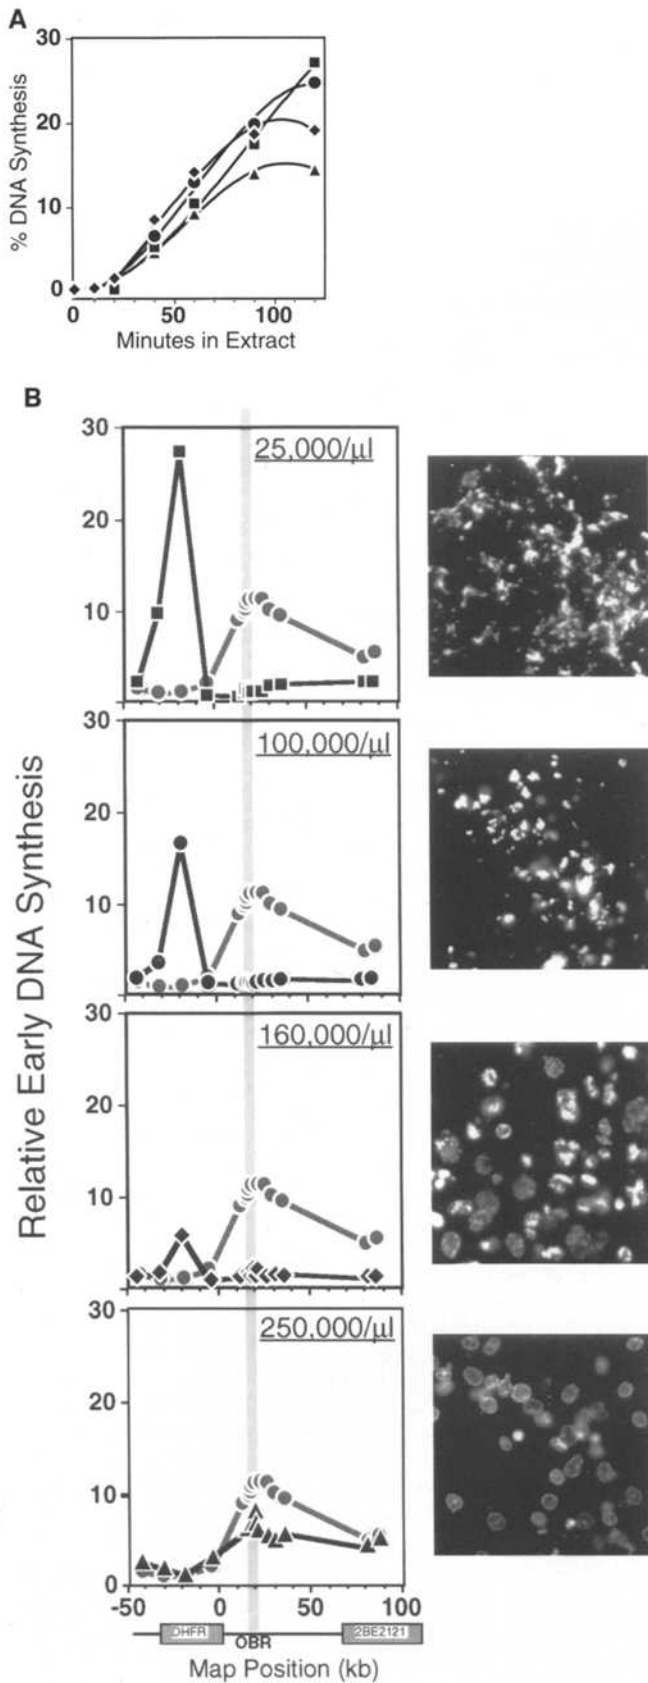 A
30
20
10
0
% DNA Synthesis
0 50 100
Minutes in Extract
B
Relative Early DNA Synthesis
30
20
10
25,000/µl
30
20
10
100,000/µl
30
20
10
160,000/µl
30
20
10
0
250,000/µl
-50 0 50 100
DHFR OBR 2BE2121
Map Position (kb)